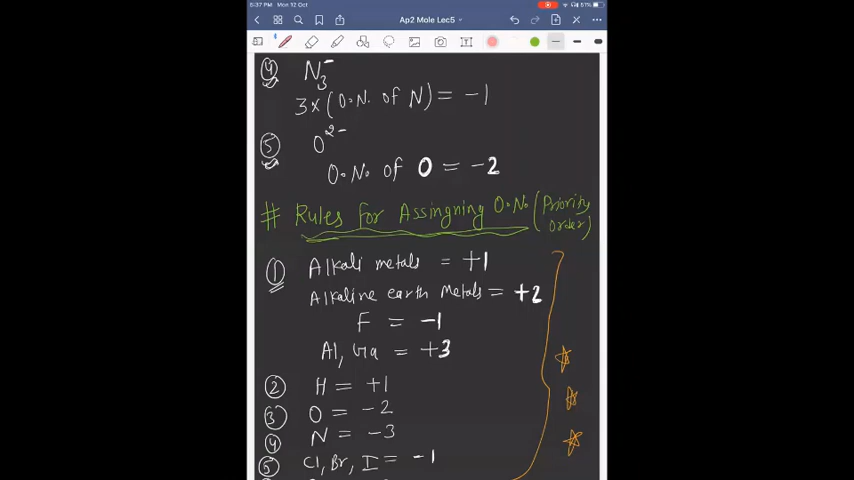 5:37 PM Mon 12 Oct
51%
Ap2 Mole Lec5
④ N₃⁻
3×(O.N. of N) = -1
⑤ O²⁻
O.N. of O = -2
# Rules for Assingning O.N. (Priority Order)
① Alkali metals = +1
Alkaline earth Metals = +2
F = -1
Al, Ga = +3
② H = +1
③ O = -2
④ N = -3
⑤ Cl, Br, I = -1